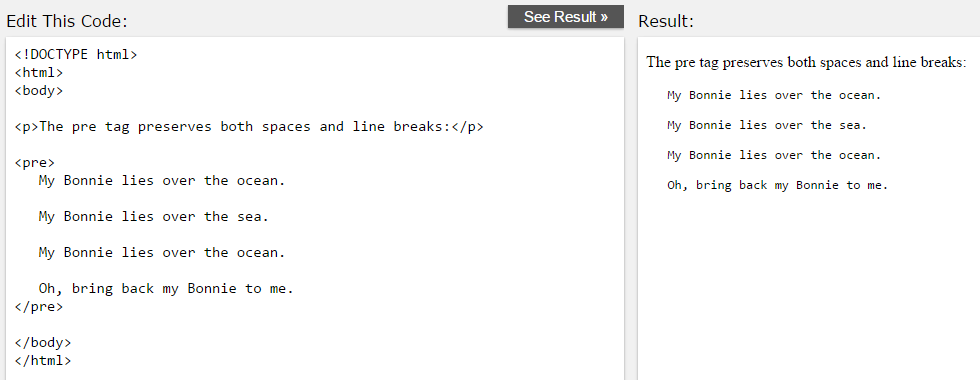 Edit This Code:
See Result »
<!DOCTYPE html>
<html>
<body>
<p>The pre tag preserves both spaces and line breaks:</p>
<pre>
My Bonnie lies over the ocean.
My Bonnie lies over the sea.
My Bonnie lies over the ocean.
Oh, bring back my Bonnie to me.
</pre>
</body>
</html>
Result:
The pre tag preserves both spaces and line breaks:
My Bonnie lies over the ocean.
My Bonnie lies over the sea.
My Bonnie lies over the ocean.
Oh, bring back my Bonnie to me.